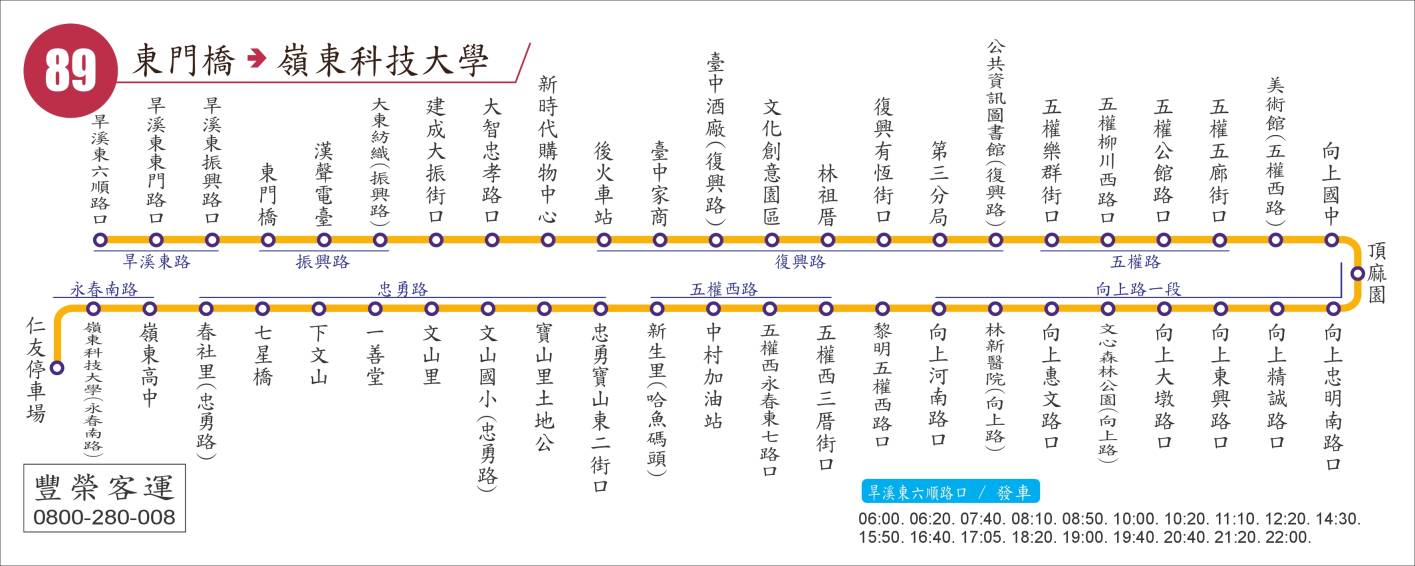 89
東門橋 ➔ 嶺東科技大學
旱溪東六順路口
旱溪東東門路口
旱溪東振興路口
東門橋
漢聲電臺
大東紡織(振興路)
建成大振街口
大智忠孝路口
新時代購物中心
後火車站
臺中家商
臺中酒廠(復興路)
文化創意園區
林祖厝
復興有恆街口
第三分局
公共資訊圖書館(復興路)
五權樂群街口
五權柳川西路口
五權公館路口
五權五廊街口
美術館(五權西路)
向上國中
旱溪東路
振興路
復興路
五權路
頂麻園
永春南路
忠勇路
五權西路
向上路一段
仁友停車場
嶺東科技大學(永春南路)
嶺東高中
春社里(忠勇路)
七星橋
下文山
一善堂
文山里
文山國小(忠勇路)
寶山里土地公
忠勇寶山東二街口
新生里(哈魚碼頭)
中村加油站
五權西永春東七路口
五權西三厝街口
黎明五權西路口
向上河南路口
林新醫院(向上路)
向上惠文路口
文心森林公園(向上路)
向上大墩路口
向上東興路口
向上精誠路口
向上忠明南路口
豐榮客運
0800-280-008
旱溪東六順路口 / 發車
06:00. 06:20. 07:40. 08:10. 08:50. 10:00. 10:20. 11:10. 12:20. 14:30.
15:50. 16:40. 17:05. 18:20. 19:00. 19:40. 20:40. 21:20. 22:00.